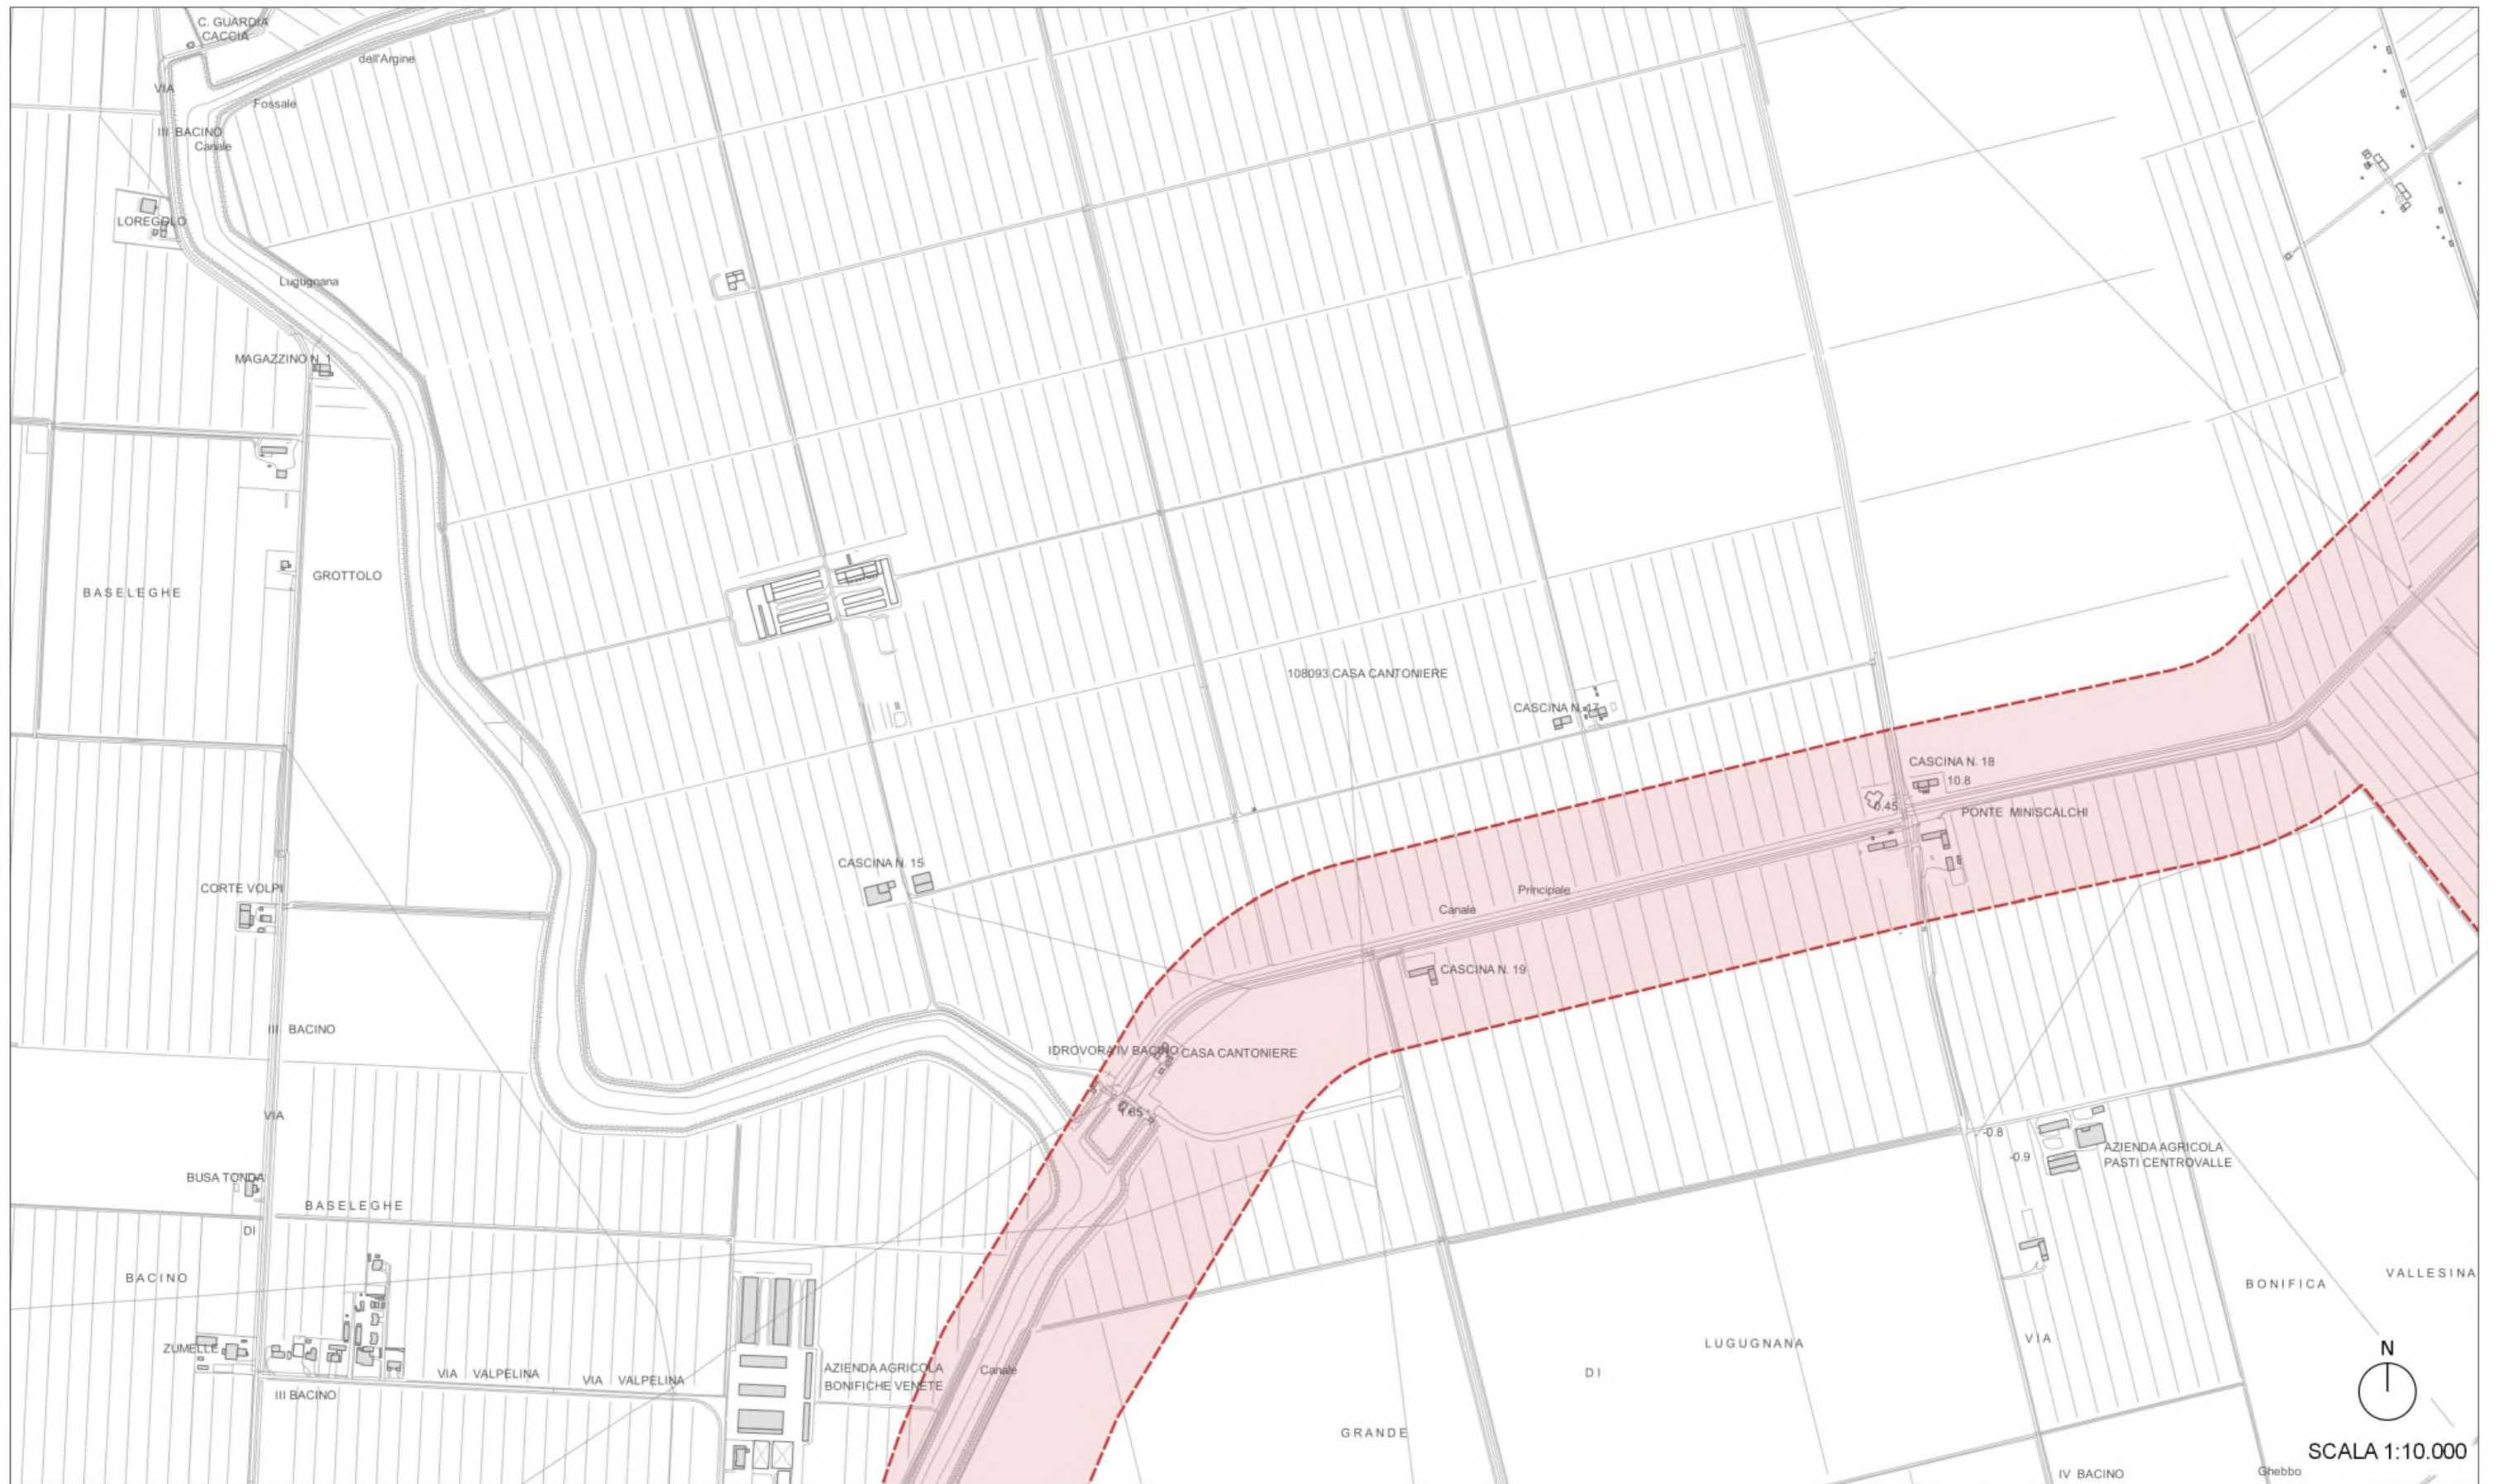 C. GUARDIA
CACCIA
dell'Argine
VIA
Fossale
III BACINO
Canale
LOREGOLO
Lugugnana
MAGAZZINO N. 1
GROTTOLO
BASELEGHE
108093 CASA CANTONIERE
CASCINA N. 17
CASCINA N. 18
10.8
0.45
PONTE MINISCALCHI
CASCINA N. 15
CORTE VOLPI
Principale
Canale
CASCINA N. 19
III BACINO
IDROVORA IV BACINO
CASA CANTONIERE
VIA
1.65
-0.8
-0.9
AZIENDA AGRICOLA
PASTI CENTROVALLE
BUSA TONDA
BASELEGHE
DI
BACINO
BONIFICA
VALLESINA
ZUMELLE
VIA VALPELINA
VIA VALPELINA
AZIENDA AGRICOLA
BONIFICHE VENETE
Canale
LUGUGNANA
VIA
DI
III BACINO
GRANDE
N
SCALA 1:10.000
IV BACINO
Ghebbo